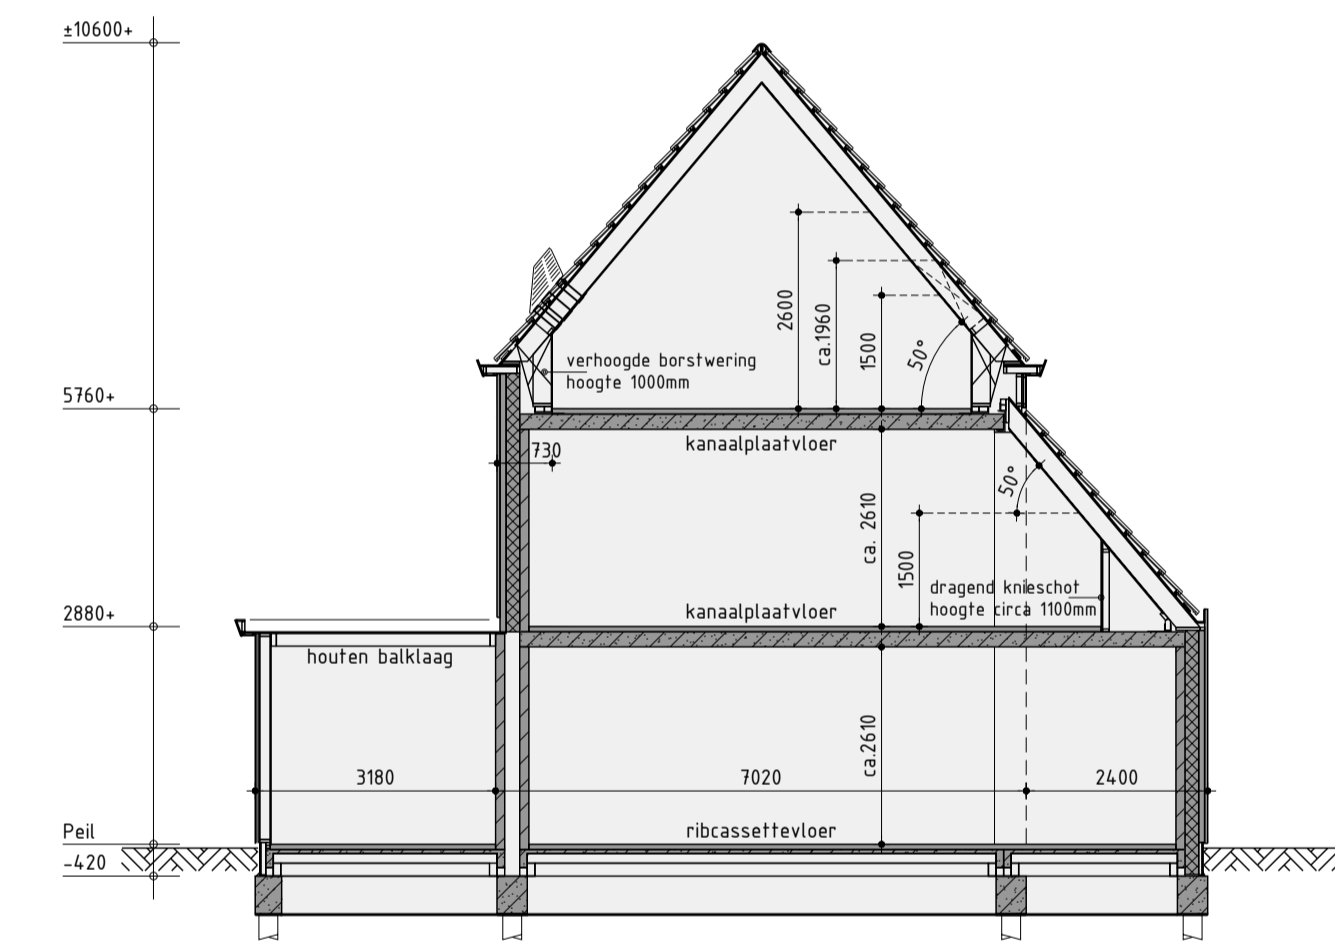 ±10600+
2600
ca.1960
1500
50°
verhoogde borstwering
hoogte 1000mm
5760+
kanaalplaatvloer
730
50°
ca. 2610
1500
dragend knieschot
hoogte circa 1100mm
kanaalplaatvloer
2880+
houten balklaag
ca.2610
3180
7020
2400
Peil
ribcassettevloer
-420